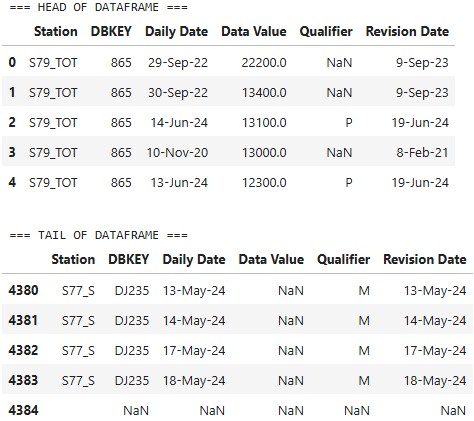 === HEAD OF DATAFRAME ===
Station DBKEY Daily Date Data Value Qualifier Revision Date
0 S79_TOT 865 29-Sep-22 22200.0 NaN 9-Sep-23
1 S79_TOT 865 30-Sep-22 13400.0 NaN 9-Sep-23
2 S79_TOT 865 14-Jun-24 13100.0 P 19-Jun-24
3 S79_TOT 865 10-Nov-20 13000.0 NaN 8-Feb-21
4 S79_TOT 865 13-Jun-24 12300.0 P 19-Jun-24
=== TAIL OF DATAFRAME ===
Station DBKEY Daily Date Data Value Qualifier Revision Date
4380 S77_S DJ235 13-May-24 NaN M 13-May-24
4381 S77_S DJ235 14-May-24 NaN M 14-May-24
4382 S77_S DJ235 17-May-24 NaN M 17-May-24
4383 S77_S DJ235 18-May-24 NaN M 18-May-24
4384 NaN NaN NaN NaN NaN